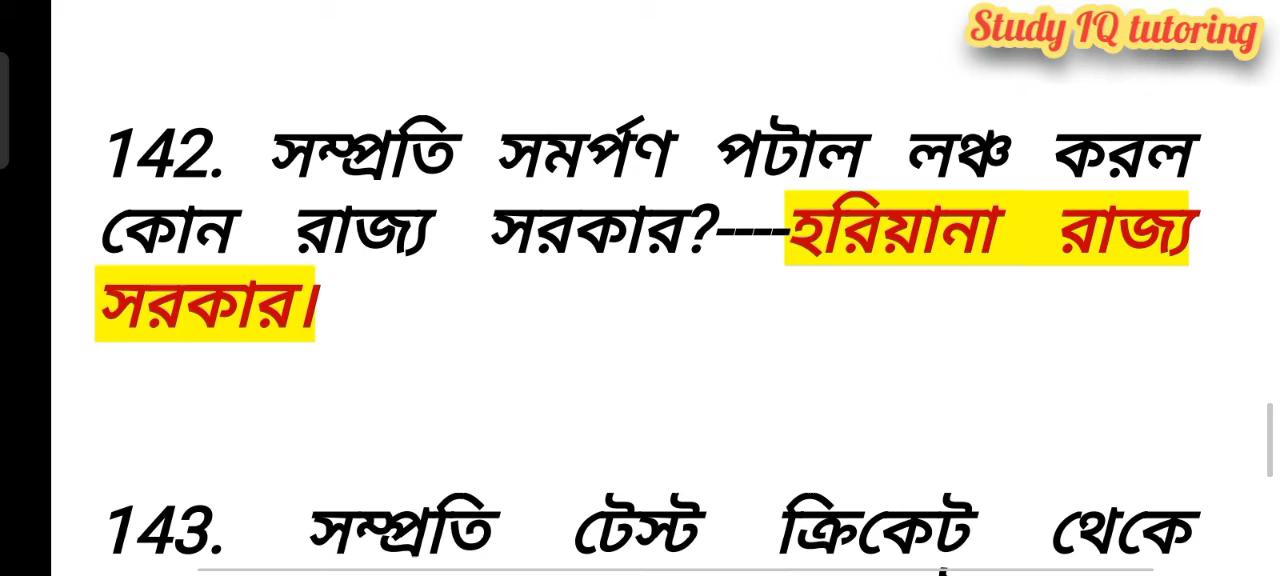 Study IQ tutoring
142. সম্প্রতি সমর্পণ পটাল লঞ্চ করল
কোন রাজ্য সরকার?----হরিয়ানা রাজ্য
সরকার।
143. সম্প্রতি টেস্ট ক্রিকেট থেকে